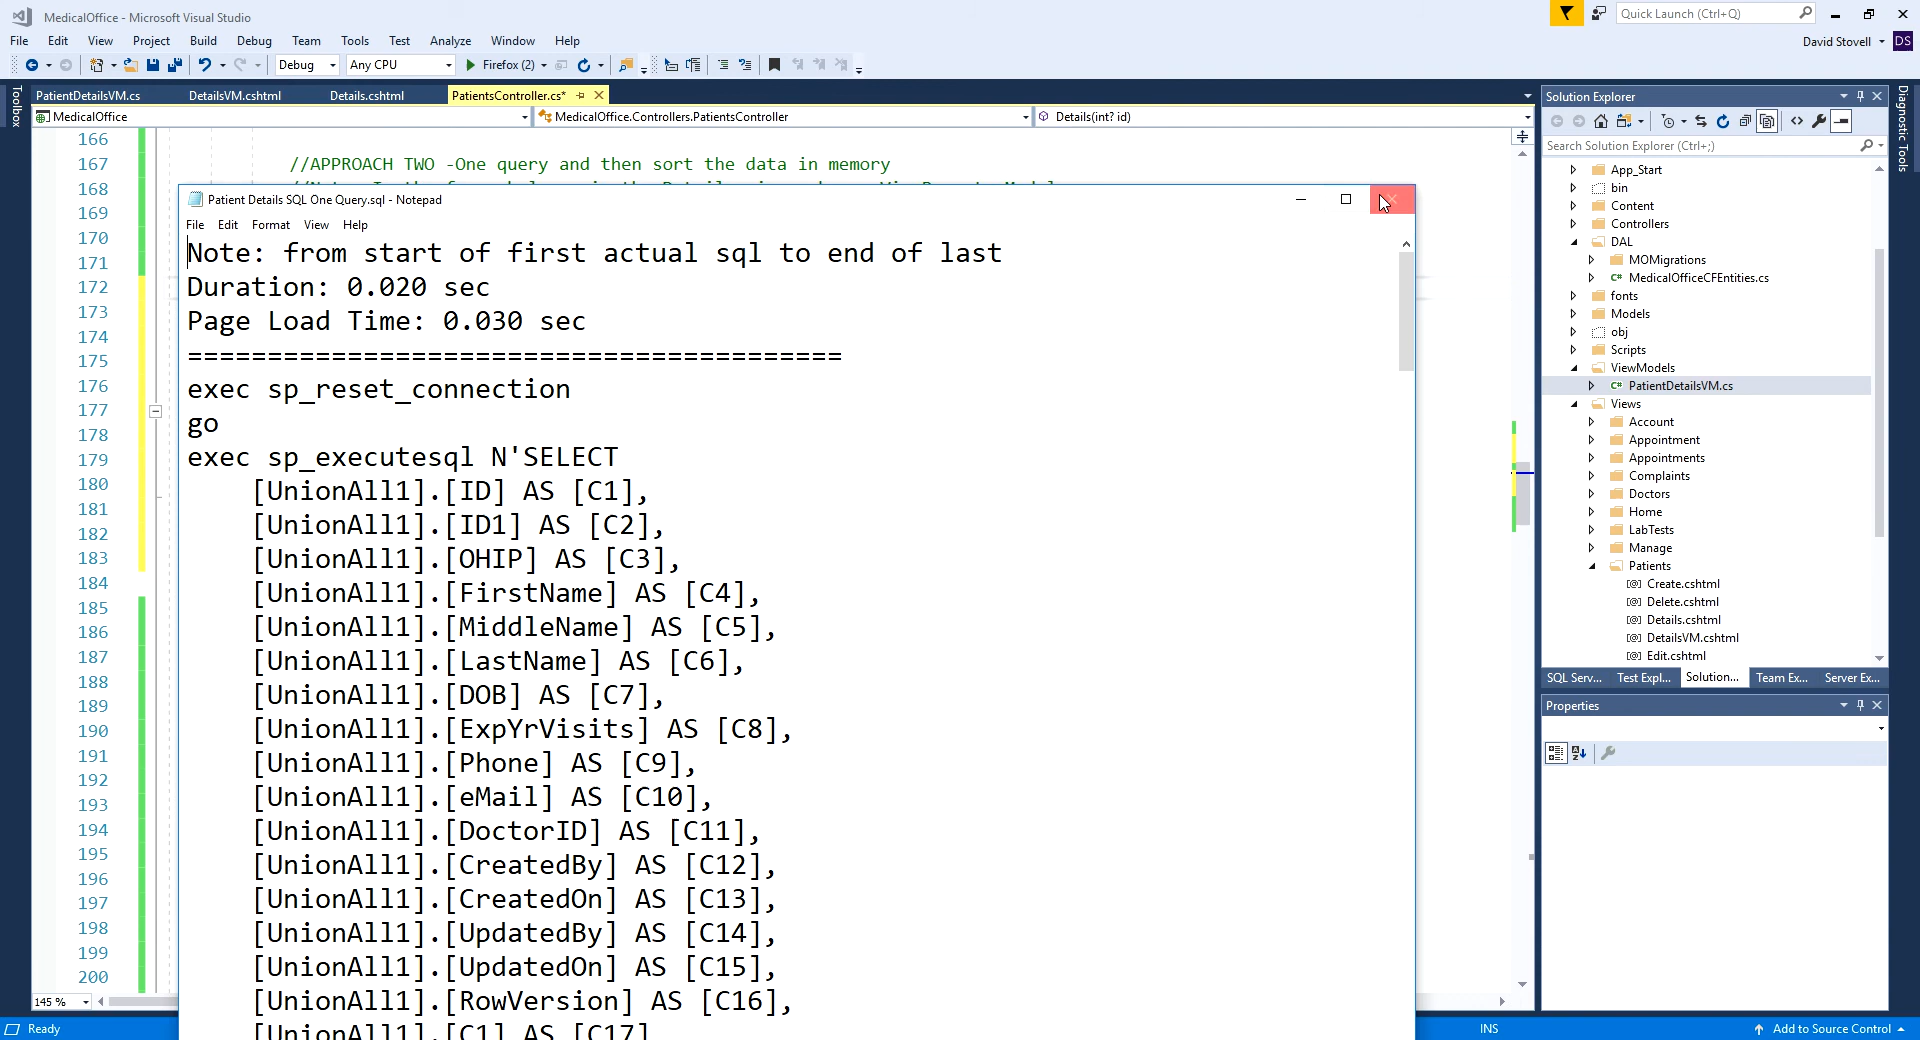 MedicalOffice - Microsoft Visual Studio
Quick Launch (Ctrl+Q)
File Edit View Project Build Debug Team Tools Test Analyze Window Help
David Stovell DS
Debug Any CPU Firefox (2)
Toolbox
PatientDetailsVM.cs DetailsVM.cshtml Details.cshtml PatientsController.cs*
MedicalOffice MedicalOffice.Controllers.PatientsController Details(int? id)
166
167 //APPROACH TWO -One query and then sort the data in memory
168
169
170
171
172
173
174
175
176
177
178
179
180
181
182
183
184
185
186
187
188
189
190
191
192
193
194
195
196
197
198
199
200
145 %
Patient Details SQL One Query.sql - Notepad
File Edit Format View Help
Note: from start of first actual sql to end of last
Duration: 0.020 sec
Page Load Time: 0.030 sec
=========================================
exec sp_reset_connection
go
exec sp_executesql N'SELECT
[UnionAll1].[ID] AS [C1],
[UnionAll1].[ID1] AS [C2],
[UnionAll1].[OHIP] AS [C3],
[UnionAll1].[FirstName] AS [C4],
[UnionAll1].[MiddleName] AS [C5],
[UnionAll1].[LastName] AS [C6],
[UnionAll1].[DOB] AS [C7],
[UnionAll1].[ExpYrVisits] AS [C8],
[UnionAll1].[Phone] AS [C9],
[UnionAll1].[eMail] AS [C10],
[UnionAll1].[DoctorID] AS [C11],
[UnionAll1].[CreatedBy] AS [C12],
[UnionAll1].[CreatedOn] AS [C13],
[UnionAll1].[UpdatedBy] AS [C14],
[UnionAll1].[UpdatedOn] AS [C15],
[UnionAll1].[RowVersion] AS [C16],
[UnionAll1].[C1] AS [C17]
Solution Explorer
Search Solution Explorer (Ctrl+;)
App_Start
bin
Content
Controllers
DAL
MOMigrations
C# MedicalOfficeCFEntities.cs
fonts
Models
obj
Scripts
ViewModels
C# PatientDetailsVM.cs
Views
Account
Appointment
Appointments
Complaints
Doctors
Home
LabTests
Manage
Patients
Create.cshtml
Delete.cshtml
Details.cshtml
DetailsVM.cshtml
Edit.cshtml
SQL Serv... Test Expl... Solution... Team Ex... Server Ex...
Properties
Diagnostic Tools
Ready INS Add to Source Control